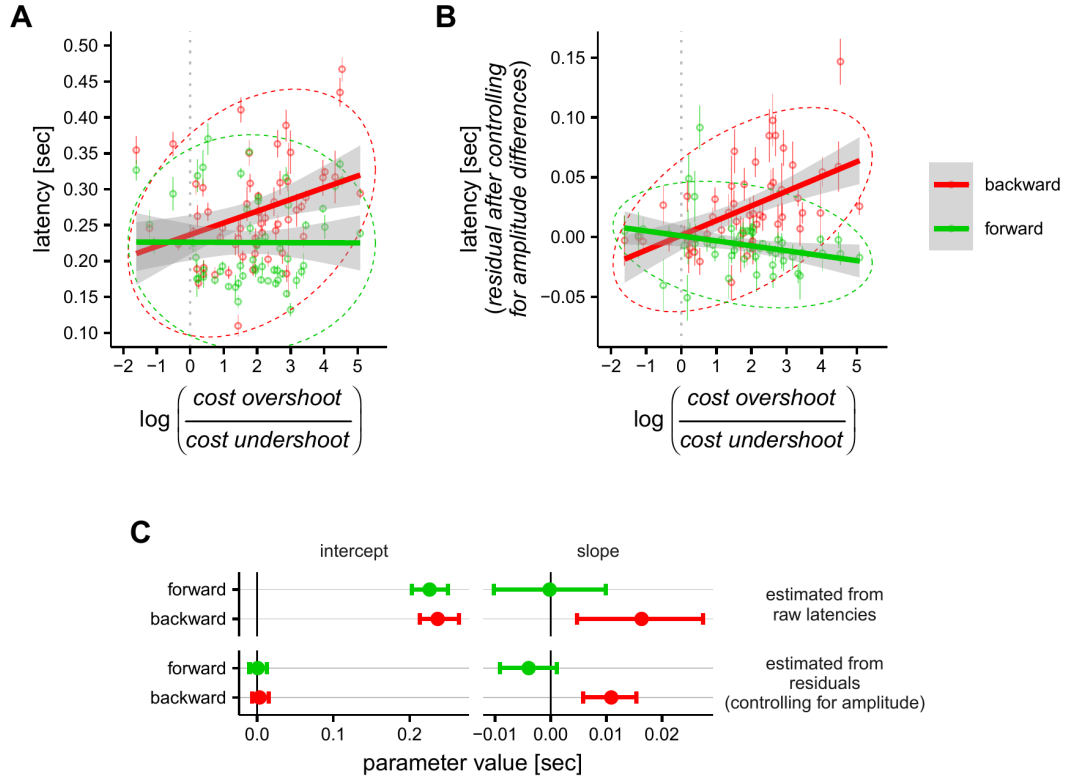 A
B
0.50
0.45
0.40
0.35
0.30
0.25
0.20
0.15
0.10
latency [sec]
−2 −1 0 1 2 3 4 5
log (cost overshoot / cost undershoot)
0.15
0.10
0.05
0.00
−0.05
latency [sec]
(residual after controlling
for amplitude differences)
−2 −1 0 1 2 3 4 5
log (cost overshoot / cost undershoot)
backward
forward
C
intercept slope
forward
backward
estimated from
raw latencies
forward
backward
estimated from
residuals
(controlling for amplitude)
0.0 0.2 −0.01 0.00 0.01 0.02
parameter value [sec]